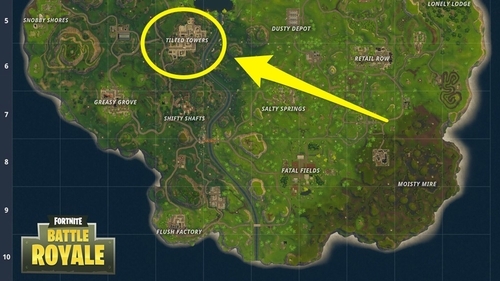 LONELY LODGE
5
SNOBBY SHORES
DUSTY DEPOT
TILTED TOWERS
RETAIL ROW
6
GREASY GROVE
SALTY SPRINGS
7
SHIFTY SHAFTS
8
FATAL FIELDS
MOISTY MIRE
9
FLUSH FACTORY
FORTNITE
BATTLE
ROYALE
10